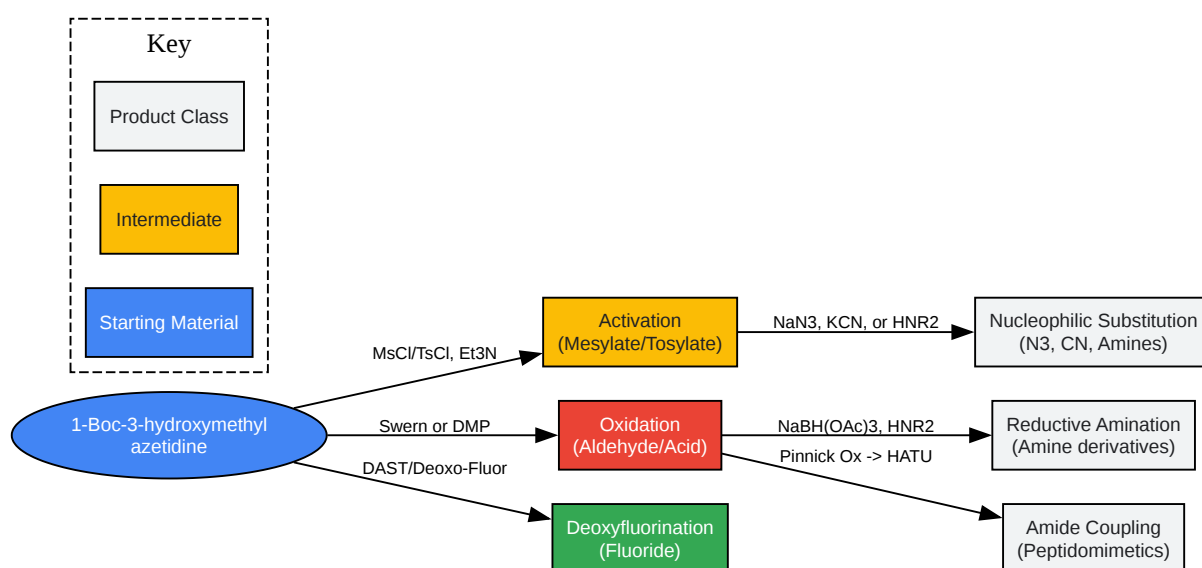 Key
Product Class
Intermediate
Starting Material
1-Boc-3-hydroxymethyl
azetidine
MsCl/TsCl, Et3N
Swern or DMP
DAST/Deoxo-Fluor
Activation
(Mesylate/Tosylate)
Oxidation
(Aldehyde/Acid)
Deoxyfluorination
(Fluoride)
NaN3, KCN, or HNR2
NaBH(OAc)3, HNR2
Pinnick Ox -> HATU
Nucleophilic Substitution
(N3, CN, Amines)
Reductive Amination
(Amine derivatives)
Amide Coupling
(Peptidomimetics)